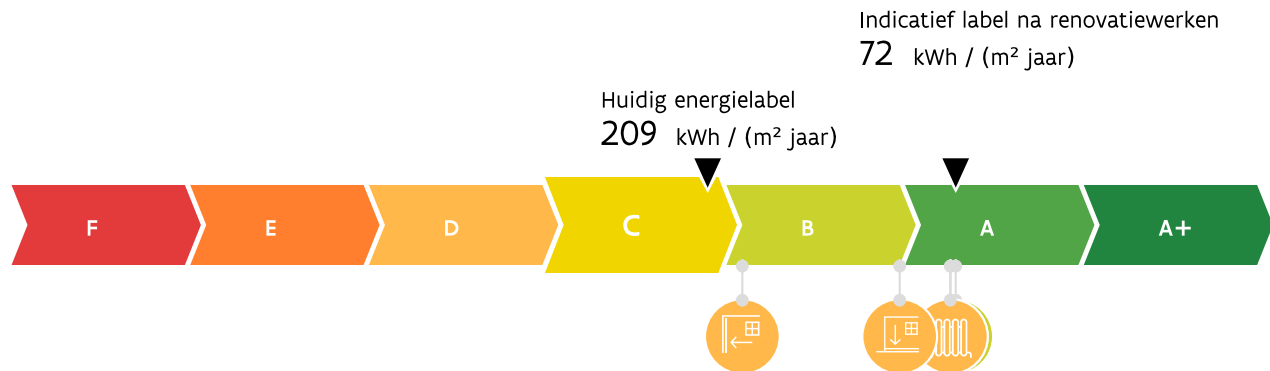 Indicatief label na renovatiewerken
72 kWh / (m² jaar)
Huidig energielabel
209 kWh / (m² jaar)
F E D C B A A+